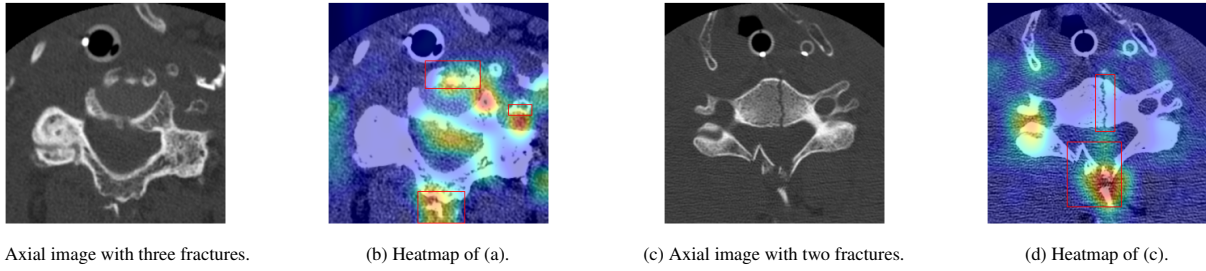 Axial image with three fractures.
(b) Heatmap of (a).
(c) Axial image with two fractures.
(d) Heatmap of (c).